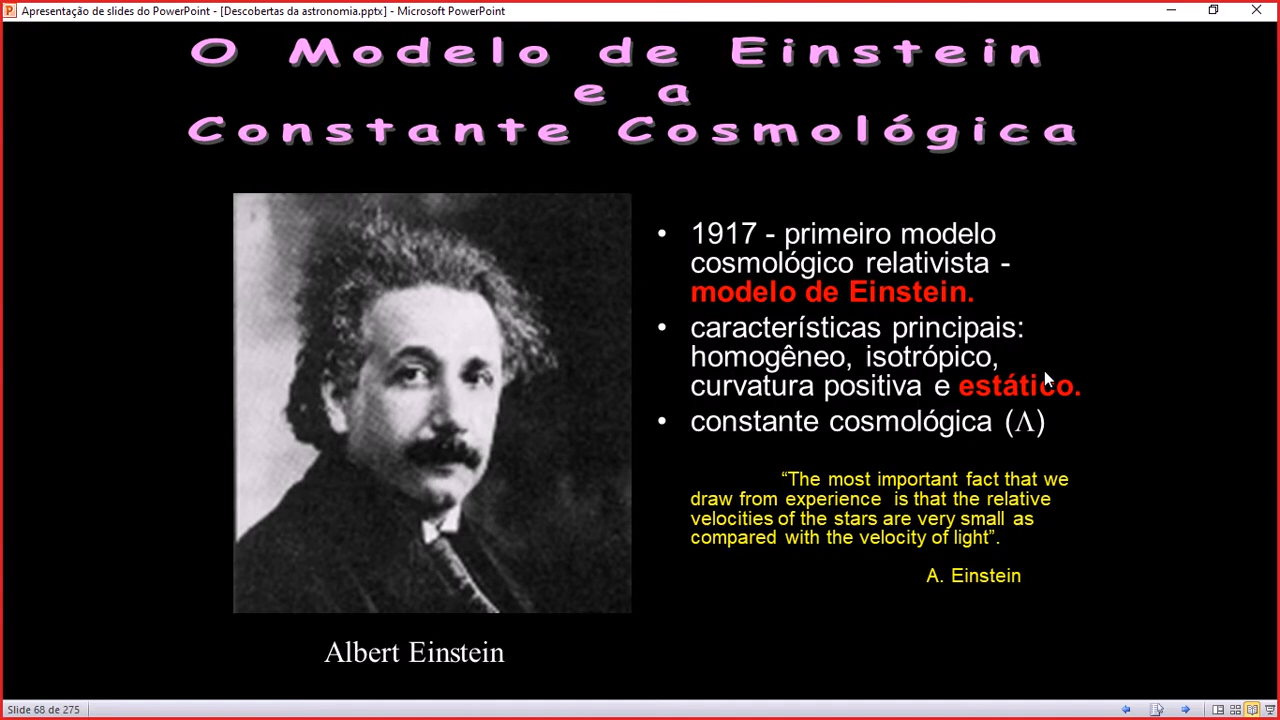 Apresentação de slides do PowerPoint - [Descobertas da astronomia.pptx] - Microsoft PowerPoint
O Modelo de Einstein
e a
Constante Cosmológica
• 1917 - primeiro modelo
cosmológico relativista -
modelo de Einstein.
• características principais:
homogêneo, isotrópico,
curvatura positiva e estático.
• constante cosmológica (Λ)
“The most important fact that we
draw from experience is that the relative
velocities of the stars are very small as
compared with the velocity of light”.
A. Einstein
Albert Einstein
Slide 68 de 275